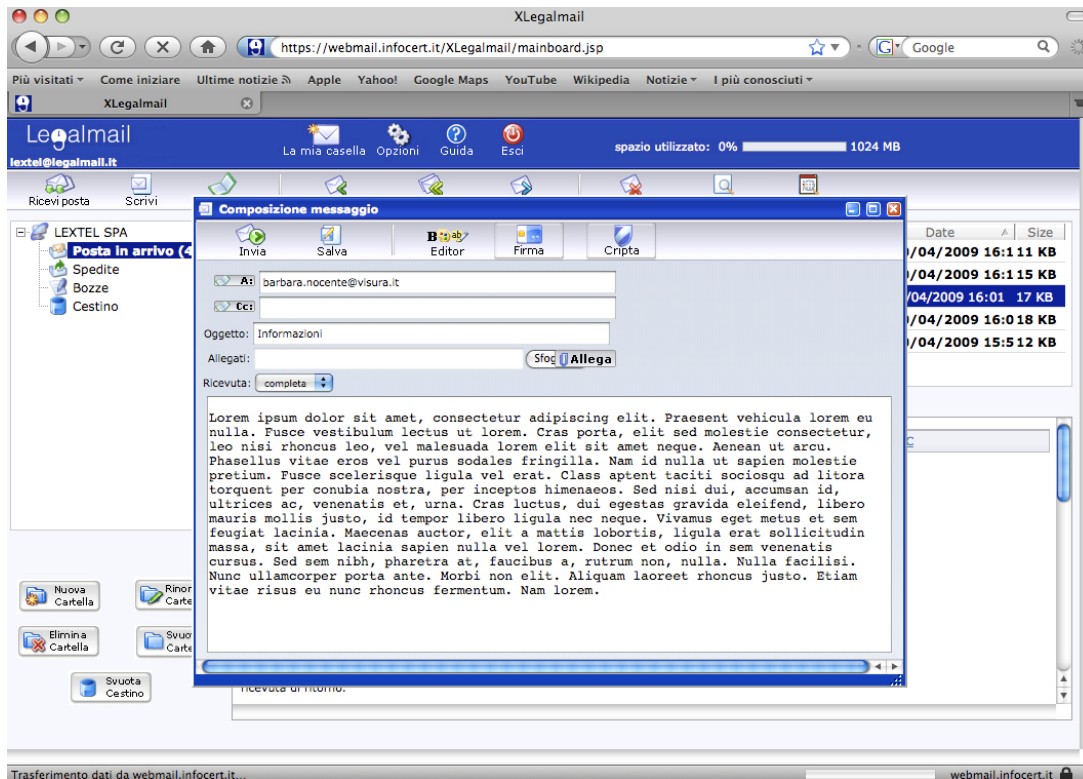 XLegalmail
https://webmail.infocert.it/XLegalmail/mainboard.jsp
Google
Più visitati Come iniziare Ultime notizie Apple Yahoo! Google Maps YouTube Wikipedia Notizie I più conosciuti
XLegalmail
Legalmail
lextel@legalmail.it
La mia casella Opzioni Guida Esci
spazio utilizzato: 0% 1024 MB
Ricevi posta Scrivi
Composizione messaggio
LEXTEL SPA
Posta in arrivo (4
Spedite
Bozze
Cestino
Date Size
/04/2009 16:1 11 KB
/04/2009 16:1 15 KB
/04/2009 16:01 17 KB
/04/2009 16:0 18 KB
/04/2009 15:5 12 KB
Invia Salva Editor Firma Cripta
A: barbara.nocente@visura.it
Cc:
Oggetto: Informazioni
Allegati: Sfog Allega
Ricevuta: completa
Lorem ipsum dolor sit amet, consectetur adipiscing elit. Praesent vehicula lorem eu
nulla. Fusce vestibulum lectus ut lorem. Cras porta, elit sed molestie consectetur,
leo nisi rhoncus leo, vel malesuada lorem elit sit amet neque. Aenean ut arcu.
Phasellus vitae eros vel purus sodales fringilla. Nam id nulla ut sapien molestie
pretium. Fusce scelerisque ligula vel erat. Class aptent taciti sociosqu ad litora
torquent per conubia nostra, per inceptos himenaeos. Sed nisi dui, accumsan id,
ultrices ac, venenatis et, urna. Cras luctus, dui egestas gravida eleifend, libero
mauris mollis justo, id tempor libero ligula nec neque. Vivamus eget metus et sem
feugiat lacinia. Maecenas auctor, elit a mattis lobortis, ligula erat sollicitudin
massa, sit amet lacinia sapien nulla vel lorem. Donec et odio in sem venenatis
cursus. Sed sem nibh, pharetra at, faucibus a, rutrum non, nulla. Nulla facilisi.
Nunc ullamcorper porta ante. Morbi non elit. Aliquam laoreet rhoncus justo. Etiam
vitae risus eu nunc rhoncus fermentum. Nam lorem.
Nuova
Cartella
Rinor
Carte
Elimina
Cartella
Svuo
Carte
Svuota
Cestino
ricevuta di ritorno.
Trasferimento dati da webmail.infocert.it...
webmail.infocert.it